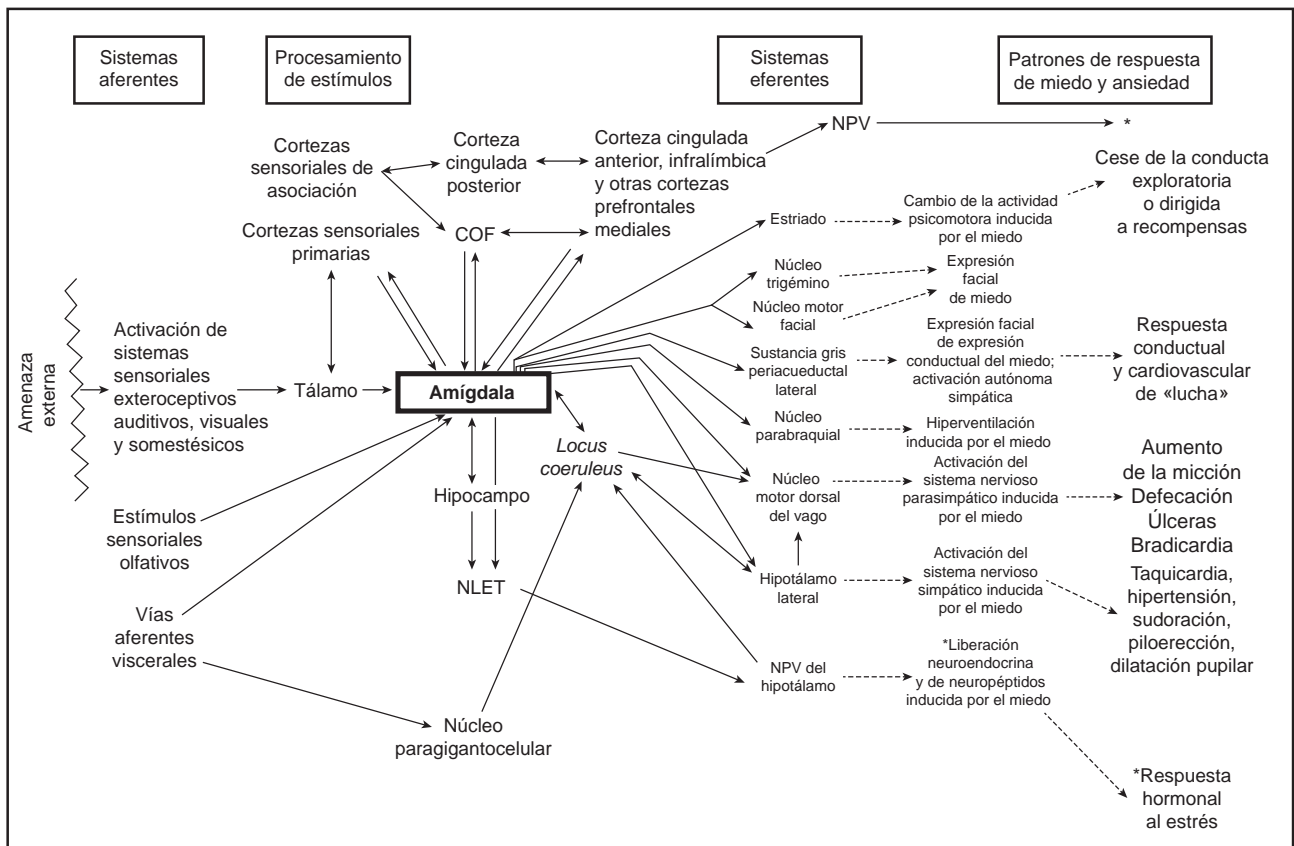 Sistemas
aferentes
Procesamiento
de estímulos
Sistemas
eferentes
Patrones de respuesta
de miedo y ansiedad
Amenaza
externa
Activación de
sistemas
sensoriales
exteroceptivos
auditivos, visuales
y somestésicos
Estímulos
sensoriales
olfativos
Vías
aferentes
viscerales
Cortezas
sensoriales de
asociación
Corteza
cingulada
posterior
Corteza cingulada
anterior, infralímbica
y otras cortezas
prefrontales
mediales
Cortezas sensoriales
primarias
COF
Tálamo
Amígdala
Locus
coeruleus
Hipocampo
NLET
Núcleo
paragigantocelular
NPV
*
Estriado
Cambio de la actividad
psicomotora inducida
por el miedo
Cese de la conducta
exploratoria
o dirigida
a recompensas
Núcleo
trigémino
Núcleo motor
facial
Expresión
facial
de miedo
Sustancia gris
periacueductal
lateral
Expresión facial
de expresión
conductual del miedo;
activación autónoma
simpática
Respuesta
conductual
y cardiovascular
de «lucha»
Núcleo
parabraquial
Hiperventilación
inducida por el miedo
Núcleo
motor dorsal
del vago
Activación del
sistema nervioso
parasimpático inducida
por el miedo
Aumento
de la micción
Defecación
Úlceras
Bradicardia
Hipotálamo
lateral
Activación del
sistema nervioso
simpático inducida
por el miedo
Taquicardia,
hipertensión,
sudoración,
piloerección,
dilatación pupilar
NPV del
hipotálamo
*Liberación
neuroendocrina
y de neuropéptidos
inducida por el miedo
*Respuesta
hormonal
al estrés